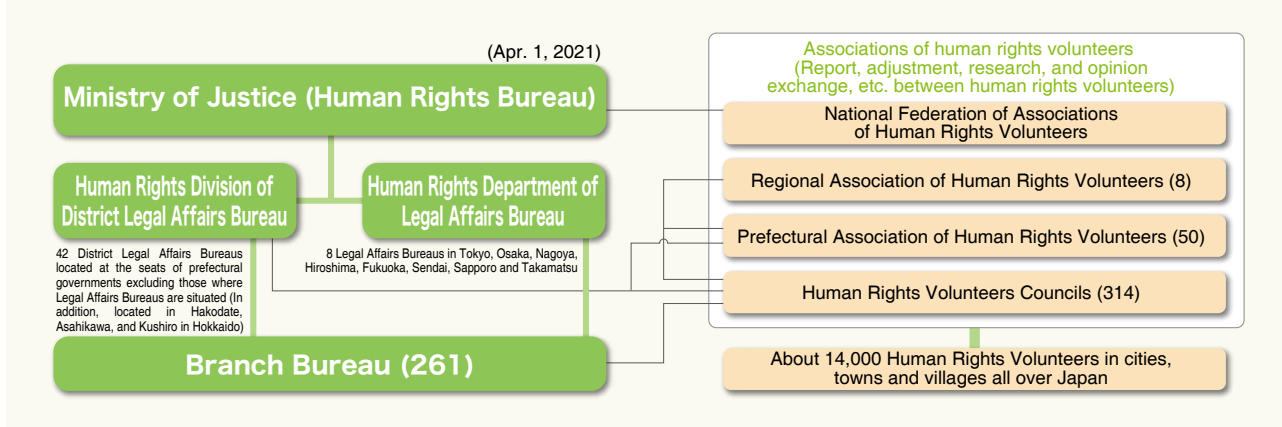 (Apr. 1, 2021)
Ministry of Justice (Human Rights Bureau)
Human Rights Division of
District Legal Affairs Bureau
Human Rights Department of
Legal Affairs Bureau
42 District Legal Affairs Bureaus
located at the seats of prefectural
governments excluding those where
Legal Affairs Bureaus are situated (In
addition, located in Hakodate,
Asahikawa, and Kushiro in Hokkaido)
8 Legal Affairs Bureaus in Tokyo, Osaka, Nagoya,
Hiroshima, Fukuoka, Sendai, Sapporo and Takamatsu
Branch Bureau (261)
Associations of human rights volunteers
(Report, adjustment, research, and opinion
exchange, etc. between human rights volunteers)
National Federation of Associations
of Human Rights Volunteers
Regional Association of Human Rights Volunteers (8)
Prefectural Association of Human Rights Volunteers (50)
Human Rights Volunteers Councils (314)
About 14,000 Human Rights Volunteers in cities,
towns and villages all over Japan